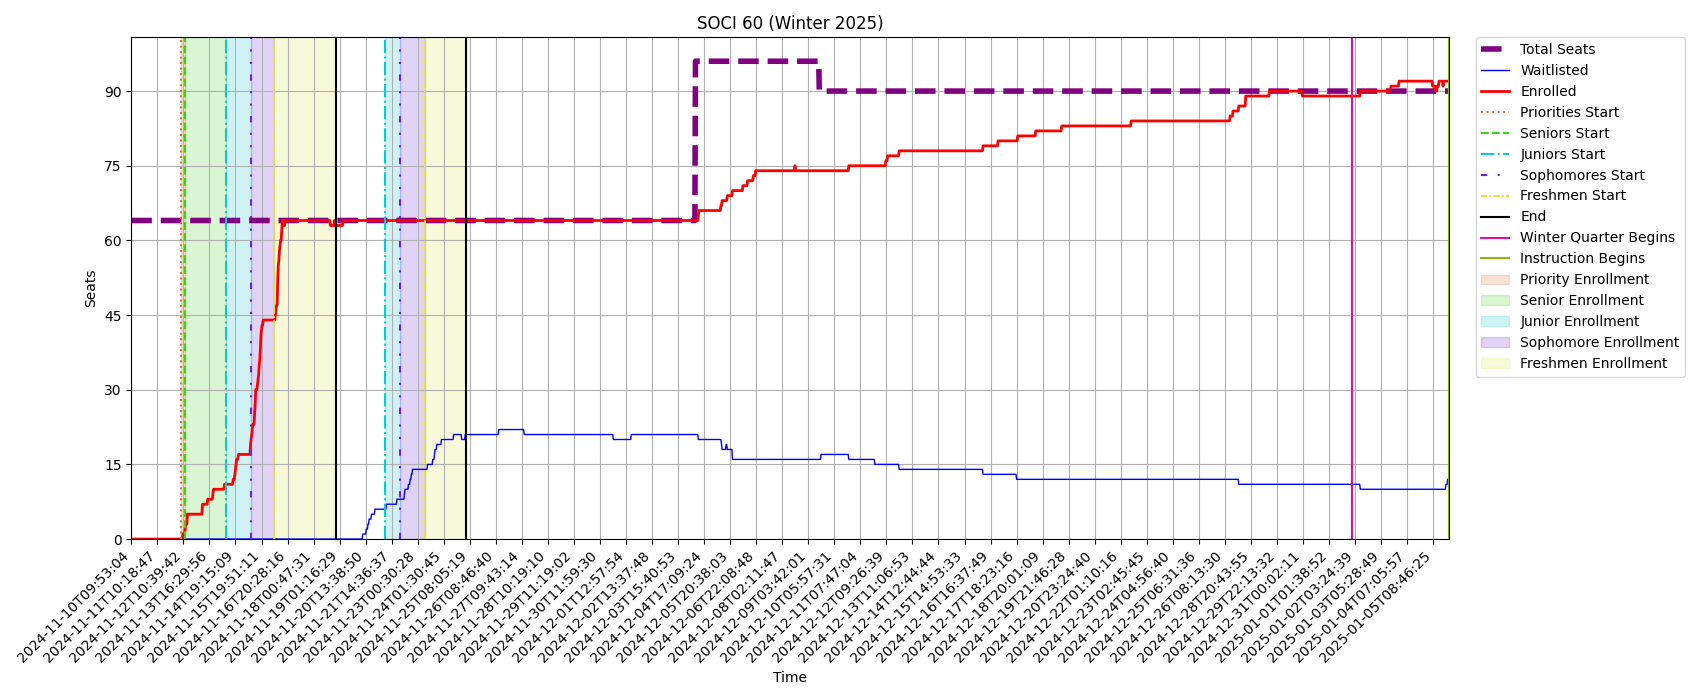 SOCI 60 (Winter 2025)
Total Seats
Waitlisted
Enrolled
Priorities Start
Seniors Start
Juniors Start
Sophomores Start
Freshmen Start
End
Winter Quarter Begins
Instruction Begins
Priority Enrollment
Senior Enrollment
Junior Enrollment
Sophomore Enrollment
Freshmen Enrollment
Seats
90
75
60
45
30
15
0
2024-11-10T09:53:04
2024-11-11T10:18:47
2024-11-12T10:39:42
2024-11-13T16:29:56
2024-11-14T19:15:09
2024-11-15T19:51:11
2024-11-16T20:28:16
2024-11-18T00:47:31
2024-11-19T01:16:29
2024-11-20T13:38:50
2024-11-21T14:36:37
2024-11-23T00:30:28
2024-11-24T01:30:45
2024-11-25T08:05:19
2024-11-26T08:46:40
2024-11-27T09:43:14
2024-11-28T10:19:10
2024-11-29T11:19:02
2024-11-30T11:59:30
2024-12-01T12:57:54
2024-12-02T13:37:48
2024-12-03T15:40:53
2024-12-04T17:09:24
2024-12-05T20:38:03
2024-12-06T22:08:48
2024-12-08T02:11:47
2024-12-09T03:42:01
2024-12-10T05:57:31
2024-12-11T07:47:04
2024-12-12T09:26:39
2024-12-13T11:06:53
2024-12-14T12:44:44
2024-12-15T14:53:33
2024-12-16T16:37:49
2024-12-17T18:23:16
2024-12-18T20:01:09
2024-12-19T21:46:28
2024-12-20T23:24:40
2024-12-22T01:10:16
2024-12-23T02:45:45
2024-12-24T04:56:40
2024-12-25T06:31:36
2024-12-26T08:13:30
2024-12-28T20:43:55
2024-12-29T22:13:32
2024-12-31T00:02:11
2025-01-01T01:38:52
2025-01-02T03:24:39
2025-01-03T05:28:49
2025-01-04T07:05:57
2025-01-05T08:46:25
Time